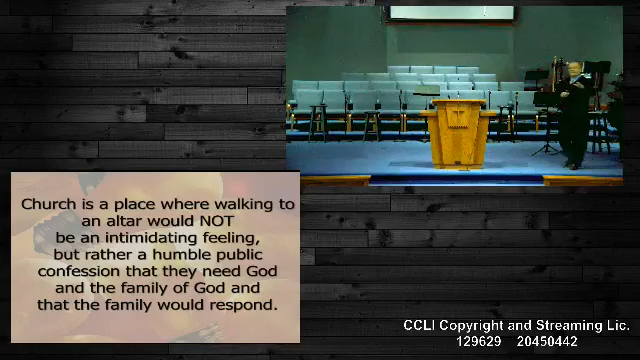 Church is a place where walking to
an altar would NOT
be an intimidating feeling,
but rather a humble public
confession that they need God
and the family of God and
that the family would respond.
CCLI Copyright and Streaming Lic.
129629 20450442